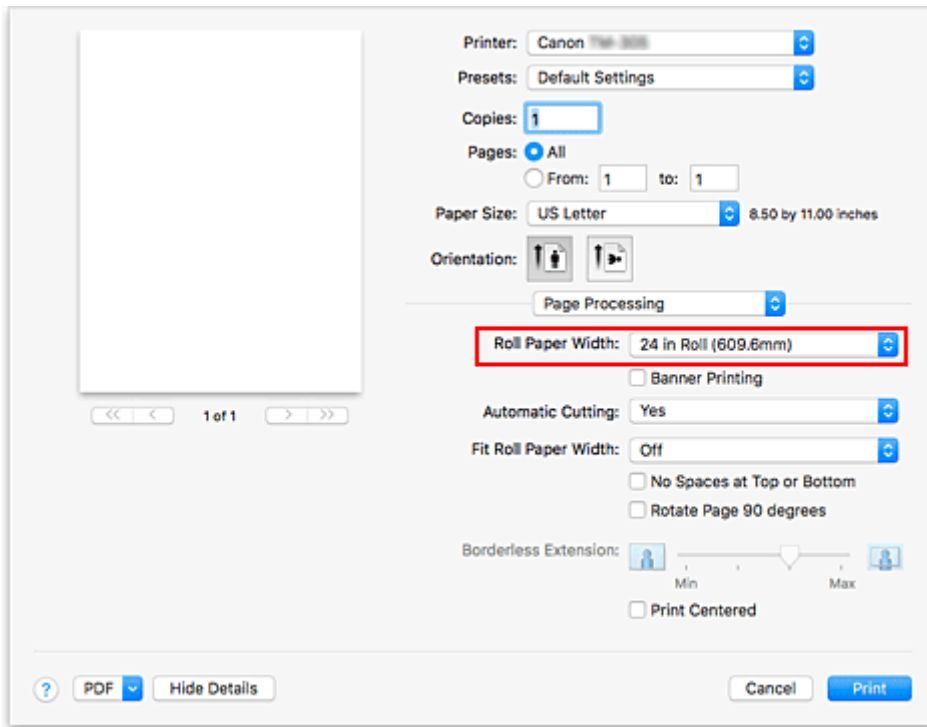 Printer: Canon
Presets: Default Settings
Copies: 1
Pages: All
From: 1 to: 1
Paper Size: US Letter 8.50 by 11.00 inches
Orientation:
Page Processing
Roll Paper Width: 24 in Roll (609.6mm)
Banner Printing
<< < 1 of 1 > >>
Automatic Cutting: Yes
Fit Roll Paper Width: Off
No Spaces at Top or Bottom
Rotate Page 90 degrees
Borderless Extension:
Min Max
Print Centered
? PDF Hide Details Cancel Print